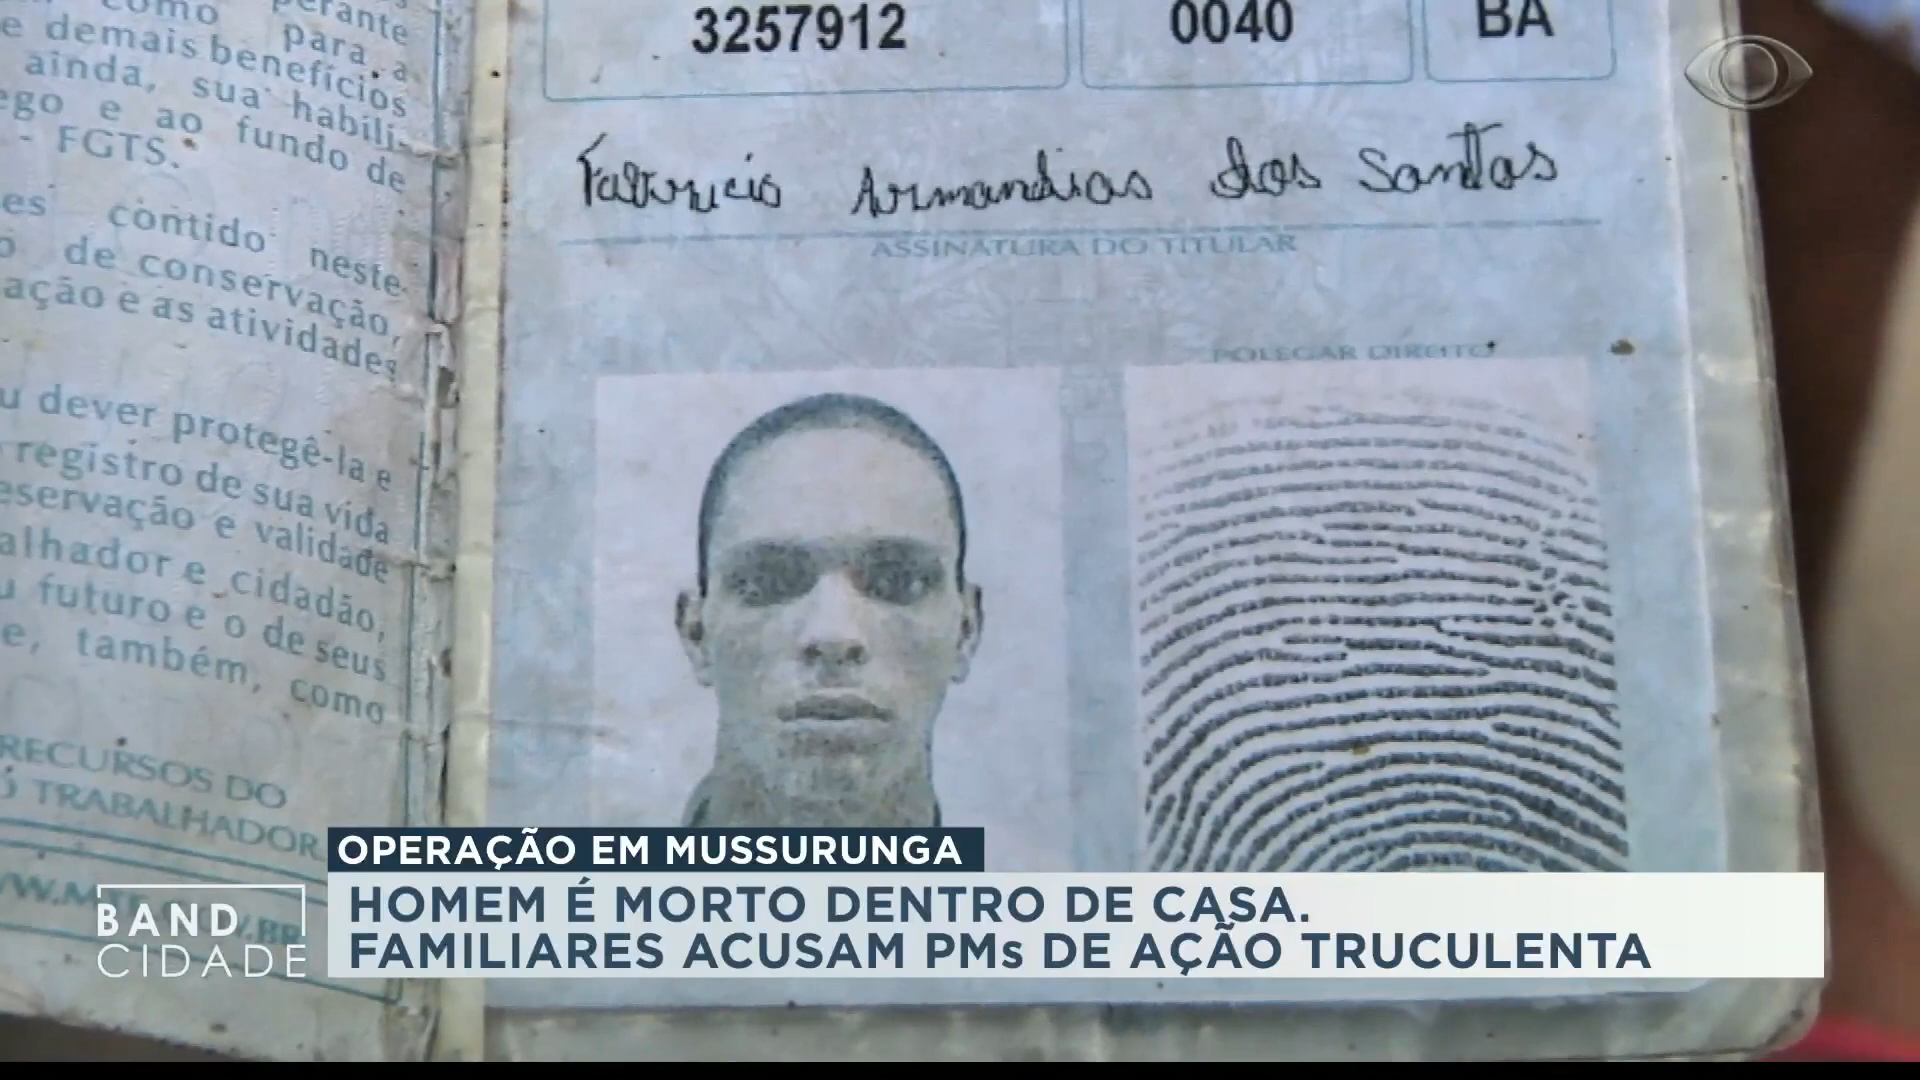 como perante
para a
e demais benefícios
ainda, sua habili-
ego e ao fundo de
- FGTS.
es contido neste
o de conservação,
ação e as atividades
u dever protegê-la e
registro de sua vida
eservação e validade
alhador e cidadão,
u futuro e o de seus
e, também, como
RECURSOS DO
TRABALHADOR
3257912 0040 BA
Fabricio Armandias dos Santos
ASSINATURA DO TITULAR
POLEGAR DIREITO
OPERAÇÃO EM MUSSURUNGA
HOMEM É MORTO DENTRO DE CASA.
FAMILIARES ACUSAM PMs DE AÇÃO TRUCULENTA
BAND
CIDADE